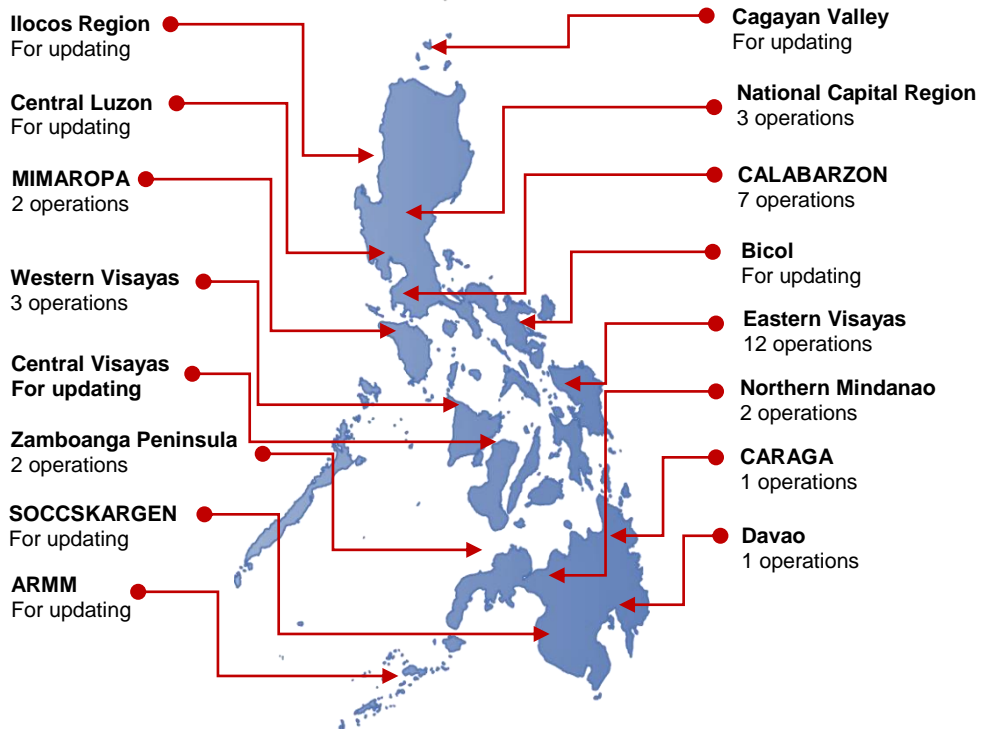 Ilocos Region
For updating
Central Luzon
For updating
MIMAROPA
2 operations
Western Visayas
3 operations
Central Visayas
For updating
Zamboanga Peninsula
2 operations
SOCCSKARGEN
For updating
ARMM
For updating
Cagayan Valley
For updating
National Capital Region
3 operations
CALABARZON
7 operations
Bicol
For updating
Eastern Visayas
12 operations
Northern Mindanao
2 operations
CARAGA
1 operations
Davao
1 operations